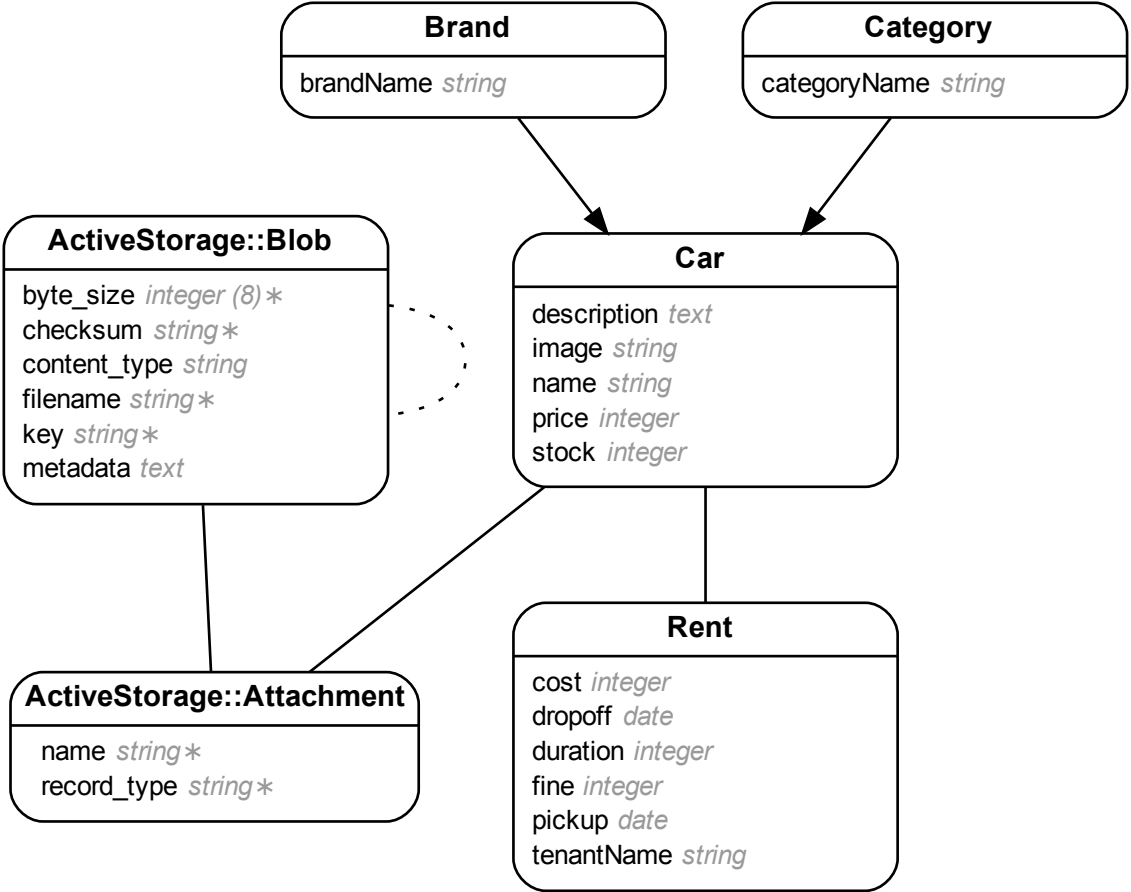 Brand
brandName string
Category
categoryName string
ActiveStorage::Blob
byte_size integer (8)∗
checksum string∗
content_type string
filename string∗
key string∗
metadata text
Car
description text
image string
name string
price integer
stock integer
ActiveStorage::Attachment
name string∗
record_type string∗
Rent
cost integer
dropoff date
duration integer
fine integer
pickup date
tenantName string